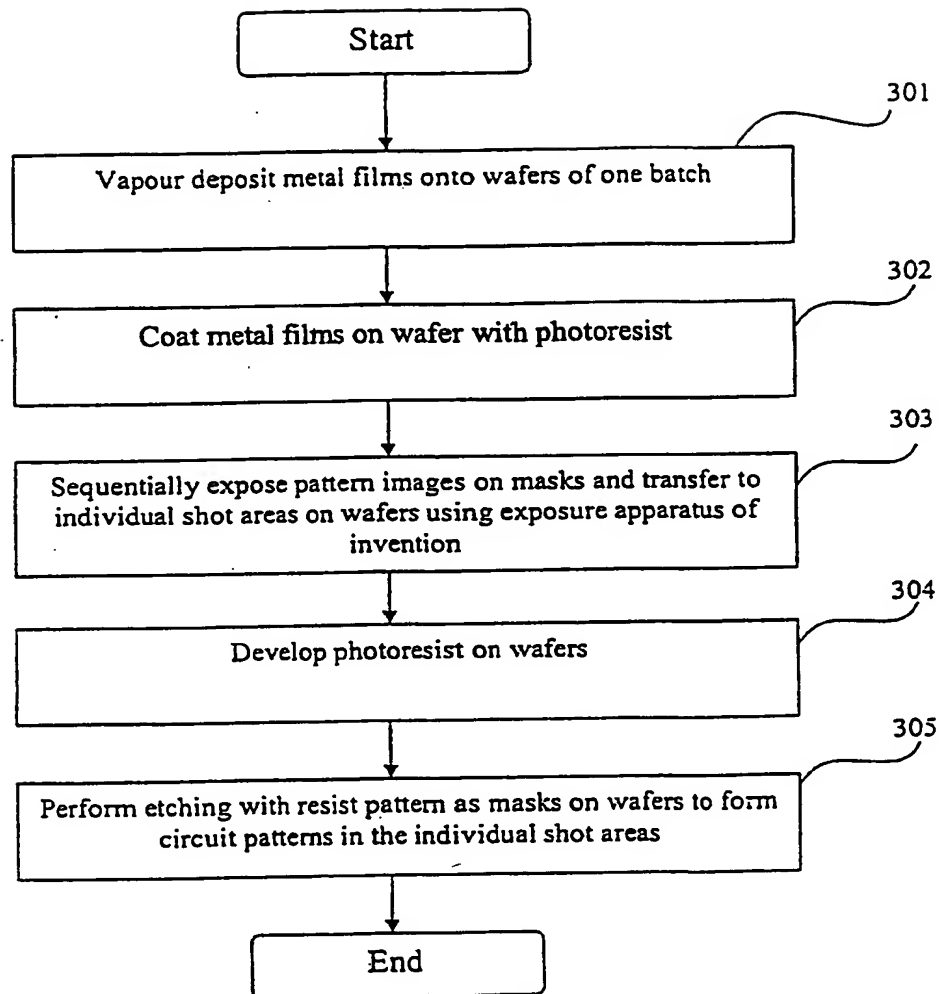 Start
301
Vapour deposit metal films onto wafers of one batch
302
Coat metal films on wafer with photoresist
303
Sequentially expose pattern images on masks and transfer to
individual shot areas on wafers using exposure apparatus of
invention
304
Develop photoresist on wafers
305
Perform etching with resist pattern as masks on wafers to form
circuit patterns in the individual shot areas
End